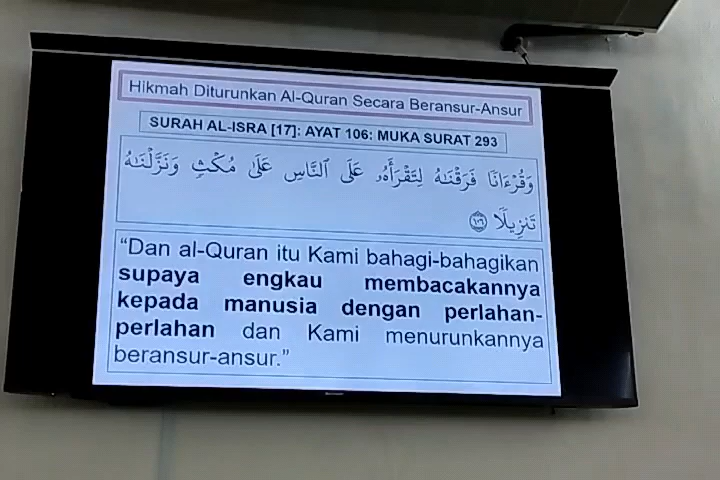 Hikmah Diturunkan Al-Quran Secara Beransur-Ansur
SURAH AL-ISRA [17]: AYAT 106: MUKA SURAT 293
وَقُرْءَانًا فَرَقْنَـٰهُ لِتَقْرَأَهُۥ عَلَى ٱلنَّاسِ عَلَىٰ مُكْثٍ وَنَزَّلْنَـٰهُ
تَنزِيلًا ١٠٦
“Dan al-Quran itu Kami bahagi-bahagikan
supaya engkau membacakannya
kepada manusia dengan perlahan-
perlahan dan Kami menurunkannya
beransur-ansur.”